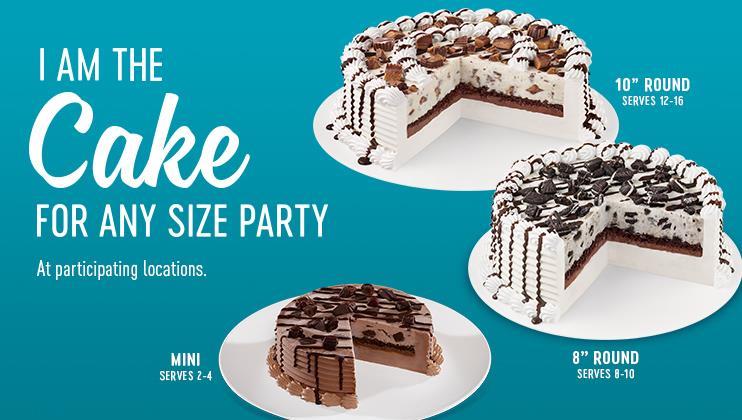 I AM THE
Cake
FOR ANY SIZE PARTY
At participating locations.
10” ROUND
SERVES 12-16
8” ROUND
SERVES 8-10
MINI
SERVES 2-4